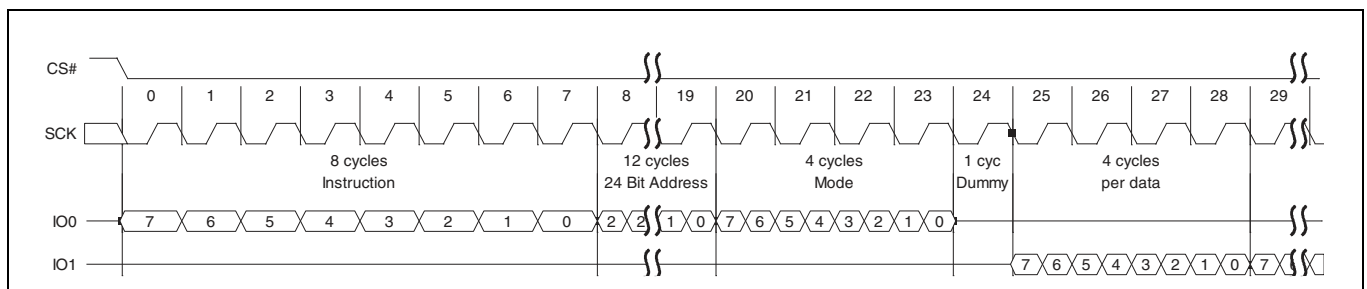 CS#
0 1 2 3 4 5 6 7 8 19 20 21 22 23 24 25 26 27 28 29
SCK
8 cycles 12 cycles 4 cycles 1 cyc 4 cycles
Instruction 24 Bit Address Mode Dummy per data
IO0 7 6 5 4 3 2 1 0 2 2 1 0 7 6 5 4 3 2 1 0
IO1 7 6 5 4 3 2 1 0 7